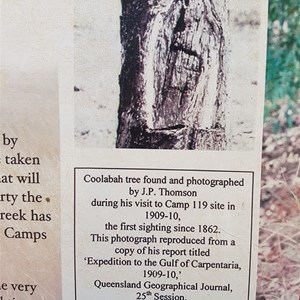 by
taken
at will
rty the
reek has
Camps
e very
Coolabah tree found and photographed
by J.P. Thomson
during his visit to Camp 119 site in
1909-10,
the first sighting since 1862.
This photograph reproduced from a
copy of his report titled
'Expedition to the Gulf of Carpentaria,
1909-10,'
Queensland Geographical Journal,
25th Session.